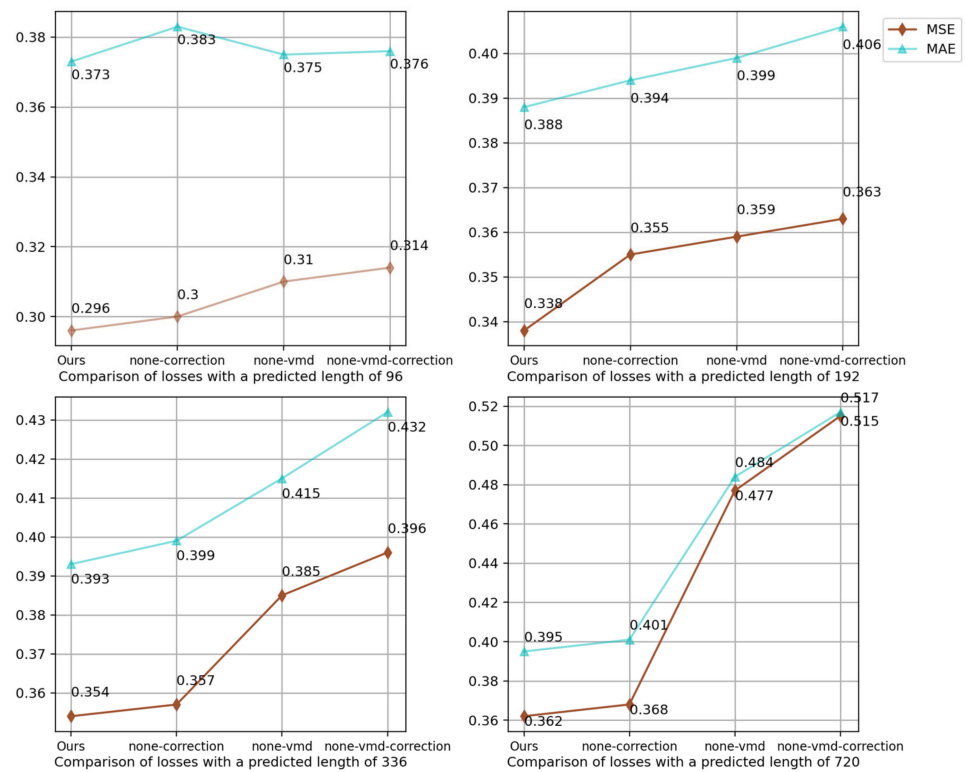 0.38
0.36
0.34
0.32
0.30
0.373
0.383
0.375
0.376
0.296
0.3
0.31
0.314
Ours
none-correction
none-vmd
none-vmd-correction
Comparison of losses with a predicted length of 96
0.40
0.39
0.38
0.37
0.36
0.35
0.34
0.388
0.394
0.399
0.406
0.338
0.355
0.359
0.363
Ours
none-correction
none-vmd
none-vmd-correction
Comparison of losses with a predicted length of 192
MSE
MAE
0.43
0.42
0.41
0.40
0.39
0.38
0.37
0.36
0.393
0.399
0.415
0.432
0.354
0.357
0.385
0.396
Ours
none-correction
none-vmd
none-vmd-correction
Comparison of losses with a predicted length of 336
0.52
0.50
0.48
0.46
0.44
0.42
0.40
0.38
0.36
0.395
0.401
0.484
0.517
0.362
0.368
0.477
0.515
Ours
none-correction
none-vmd
none-vmd-correction
Comparison of losses with a predicted length of 720